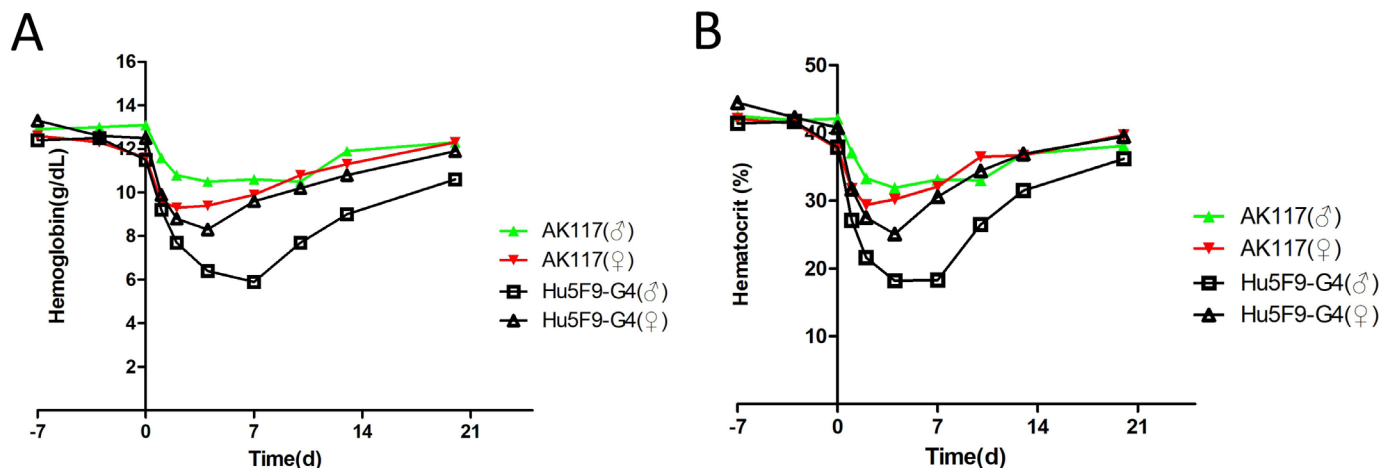 A
Hemoglobin(g/dL)
16
14
12
10
8
6
4
2
-7 0 7 14 21
Time(d)
AK117(♂)
AK117(♀)
Hu5F9-G4(♂)
Hu5F9-G4(♀)
B
Hematocrit (%)
50
40
30
20
10
-7 0 7 14 21
Time(d)
AK117(♂)
AK117(♀)
Hu5F9-G4(♂)
Hu5F9-G4(♀)